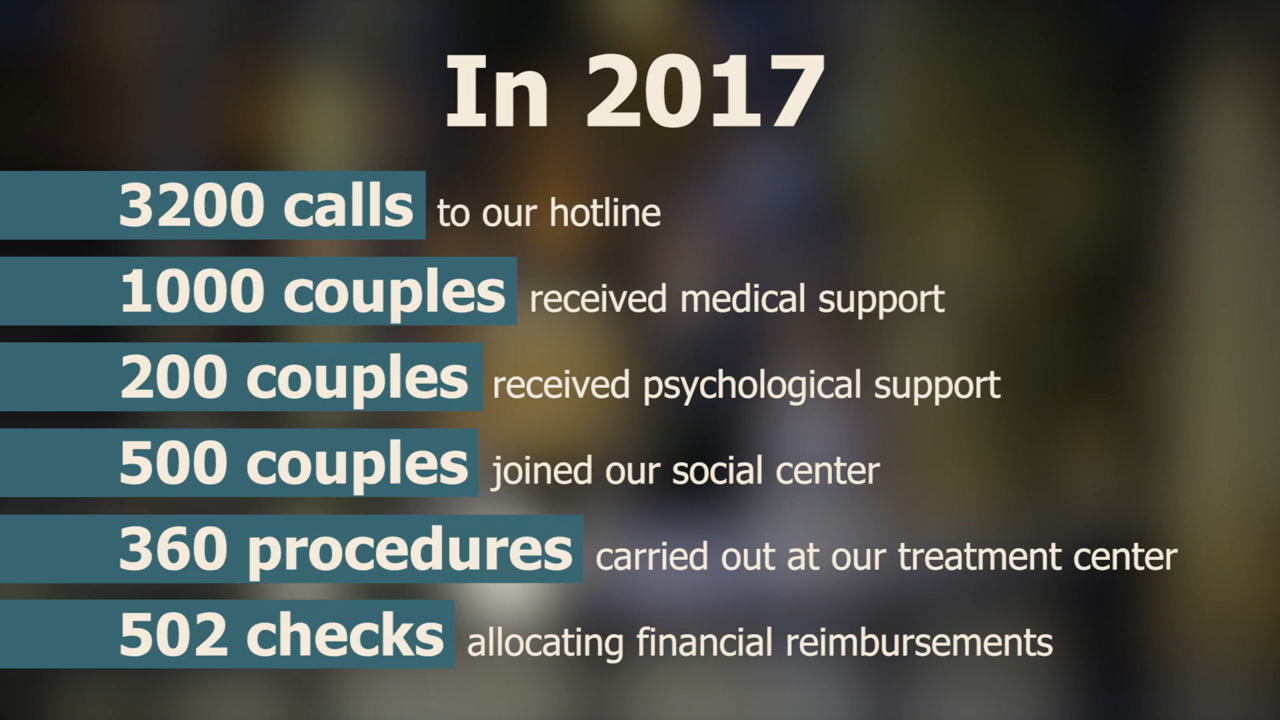 In 2017
3200 calls to our hotline
1000 couples received medical support
200 couples received psychological support
500 couples joined our social center
360 procedures carried out at our treatment center
502 checks allocating financial reimbursements